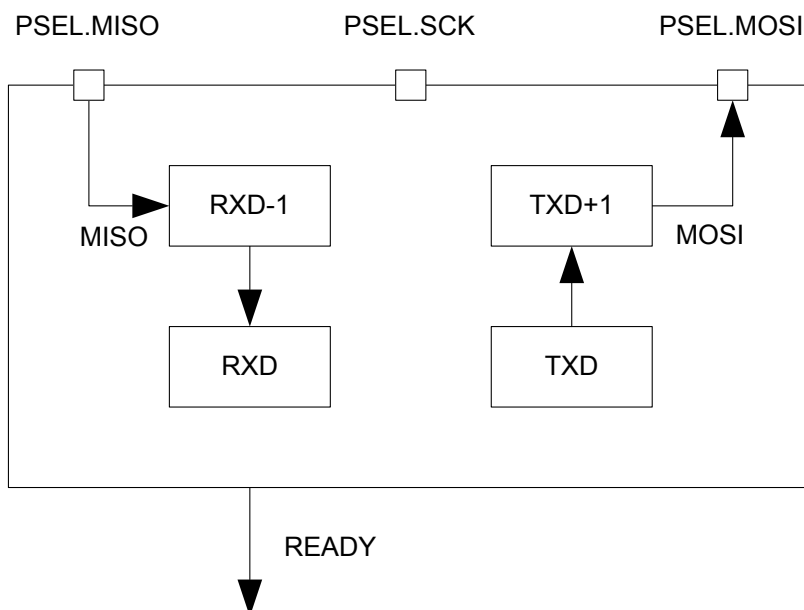 PSEL.MISO PSEL.SCK PSEL.MOSI
RXD-1 TXD+1
MISO MOSI
RXD TXD
READY